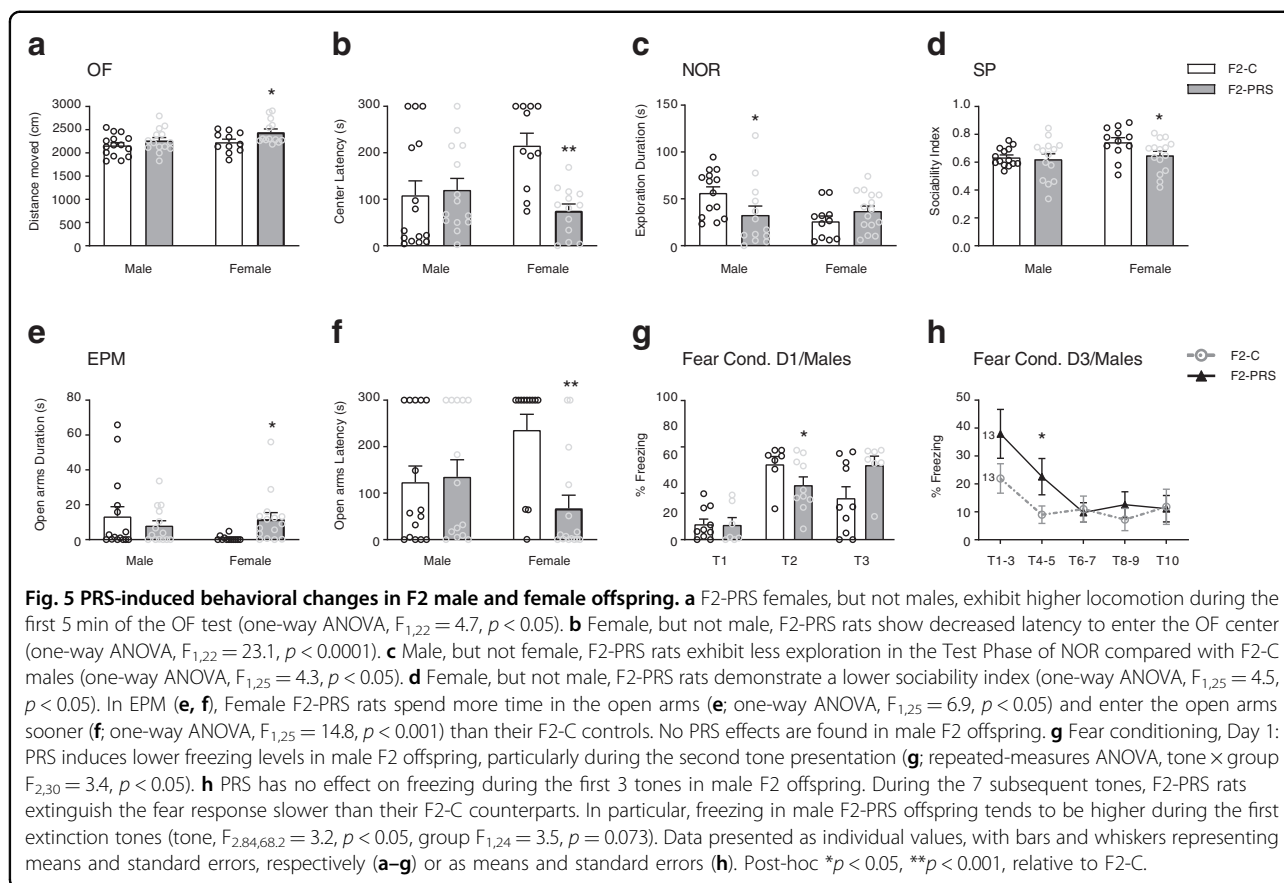 a
OF
Distance moved (cm)
3000
2500
2000
1500
1000
500
0
*
Male
Female
b
Center Latency (s)
300
200
100
0
**
Male
Female
c
NOR
Exploration Duration (s)
150
100
50
0
*
Male
Female
d
SP
Sociability Index
1.0
0.8
0.6
0.4
0.2
0.0
*
Male
Female
F2-C
F2-PRS
e
EPM
Open arms Duration (s)
80
60
40
20
0
*
Male
Female
f
Open arms Latency (s)
300
200
100
0
**
Male
Female
g
Fear Cond. D1/Males
% Freezing
100
80
60
40
20
0
*
T1
T2
T3
h
Fear Cond. D3/Males
% Freezing
50
40
30
20
10
0
13
13
*
T1-3
T4-5
T6-7
T8-9
T10
F2-C
F2-PRS
Fig. 5 PRS-induced behavioral changes in F2 male and female offspring. a F2-PRS females, but not males, exhibit higher locomotion during the
first 5 min of the OF test (one-way ANOVA, F1,22 = 4.7, p < 0.05). b Female, but not male, F2-PRS rats show decreased latency to enter the OF center
(one-way ANOVA, F1,22 = 23.1, p < 0.0001). c Male, but not female, F2-PRS rats exhibit less exploration in the Test Phase of NOR compared with F2-C
males (one-way ANOVA, F1,25 = 4.3, p < 0.05). d Female, but not male, F2-PRS rats demonstrate a lower sociability index (one-way ANOVA, F1,25 = 4.5,
p < 0.05). In EPM (e, f), Female F2-PRS rats spend more time in the open arms (e; one-way ANOVA, F1,25 = 6.9, p < 0.05) and enter the open arms
sooner (f; one-way ANOVA, F1,25 = 14.8, p < 0.001) than their F2-C controls. No PRS effects are found in male F2 offspring. g Fear conditioning, Day 1:
PRS induces lower freezing levels in male F2 offspring, particularly during the second tone presentation (g; repeated-measures ANOVA, tone × group
F2,30 = 3.4, p < 0.05). h PRS has no effect on freezing during the first 3 tones in male F2 offspring. During the 7 subsequent tones, F2-PRS rats
extinguish the fear response slower than their F2-C counterparts. In particular, freezing in male F2-PRS offspring tends to be higher during the first
extinction tones (tone, F2.84,68.2 = 3.2, p < 0.05, group F1,24 = 3.5, p = 0.073). Data presented as individual values, with bars and whiskers representing
means and standard errors, respectively (a–g) or as means and standard errors (h). Post-hoc *p < 0.05, **p < 0.001, relative to F2-C.